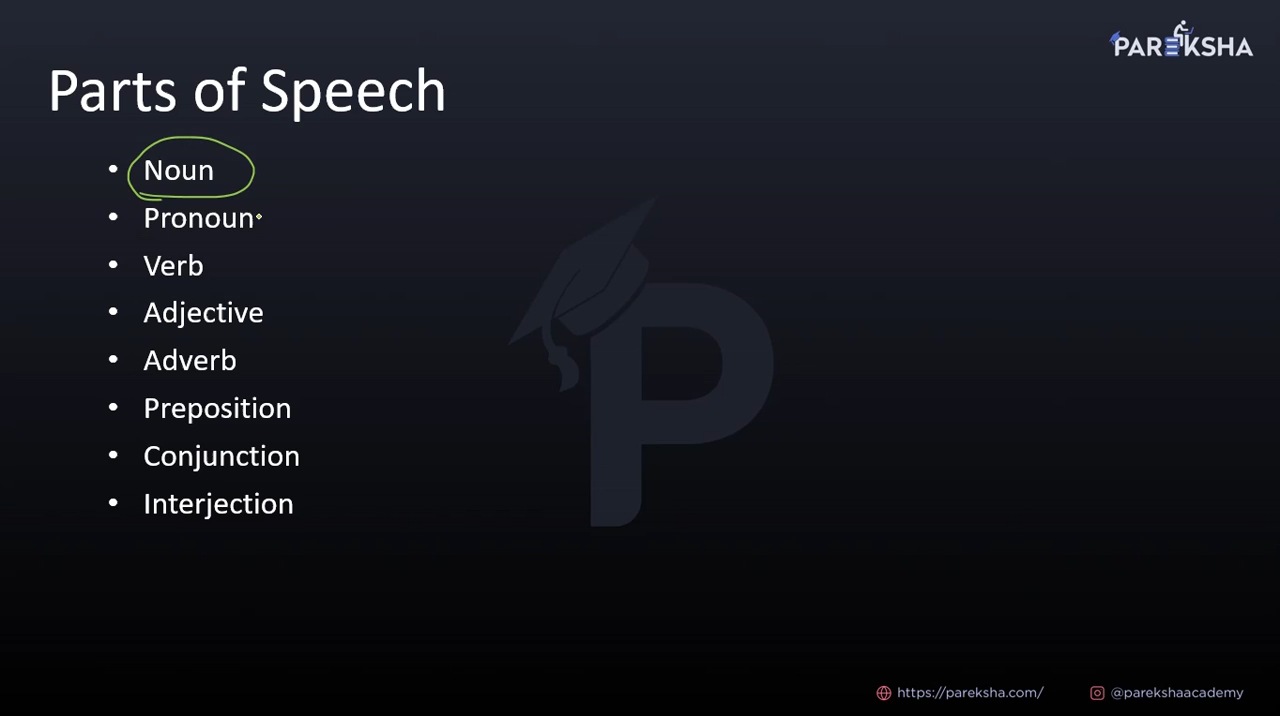 PAREKSHA
Parts of Speech
• Noun
• Pronoun
• Verb
• Adjective
• Adverb
• Preposition
• Conjunction
• Interjection
P
https://pareksha.com/
@parekshaacademy